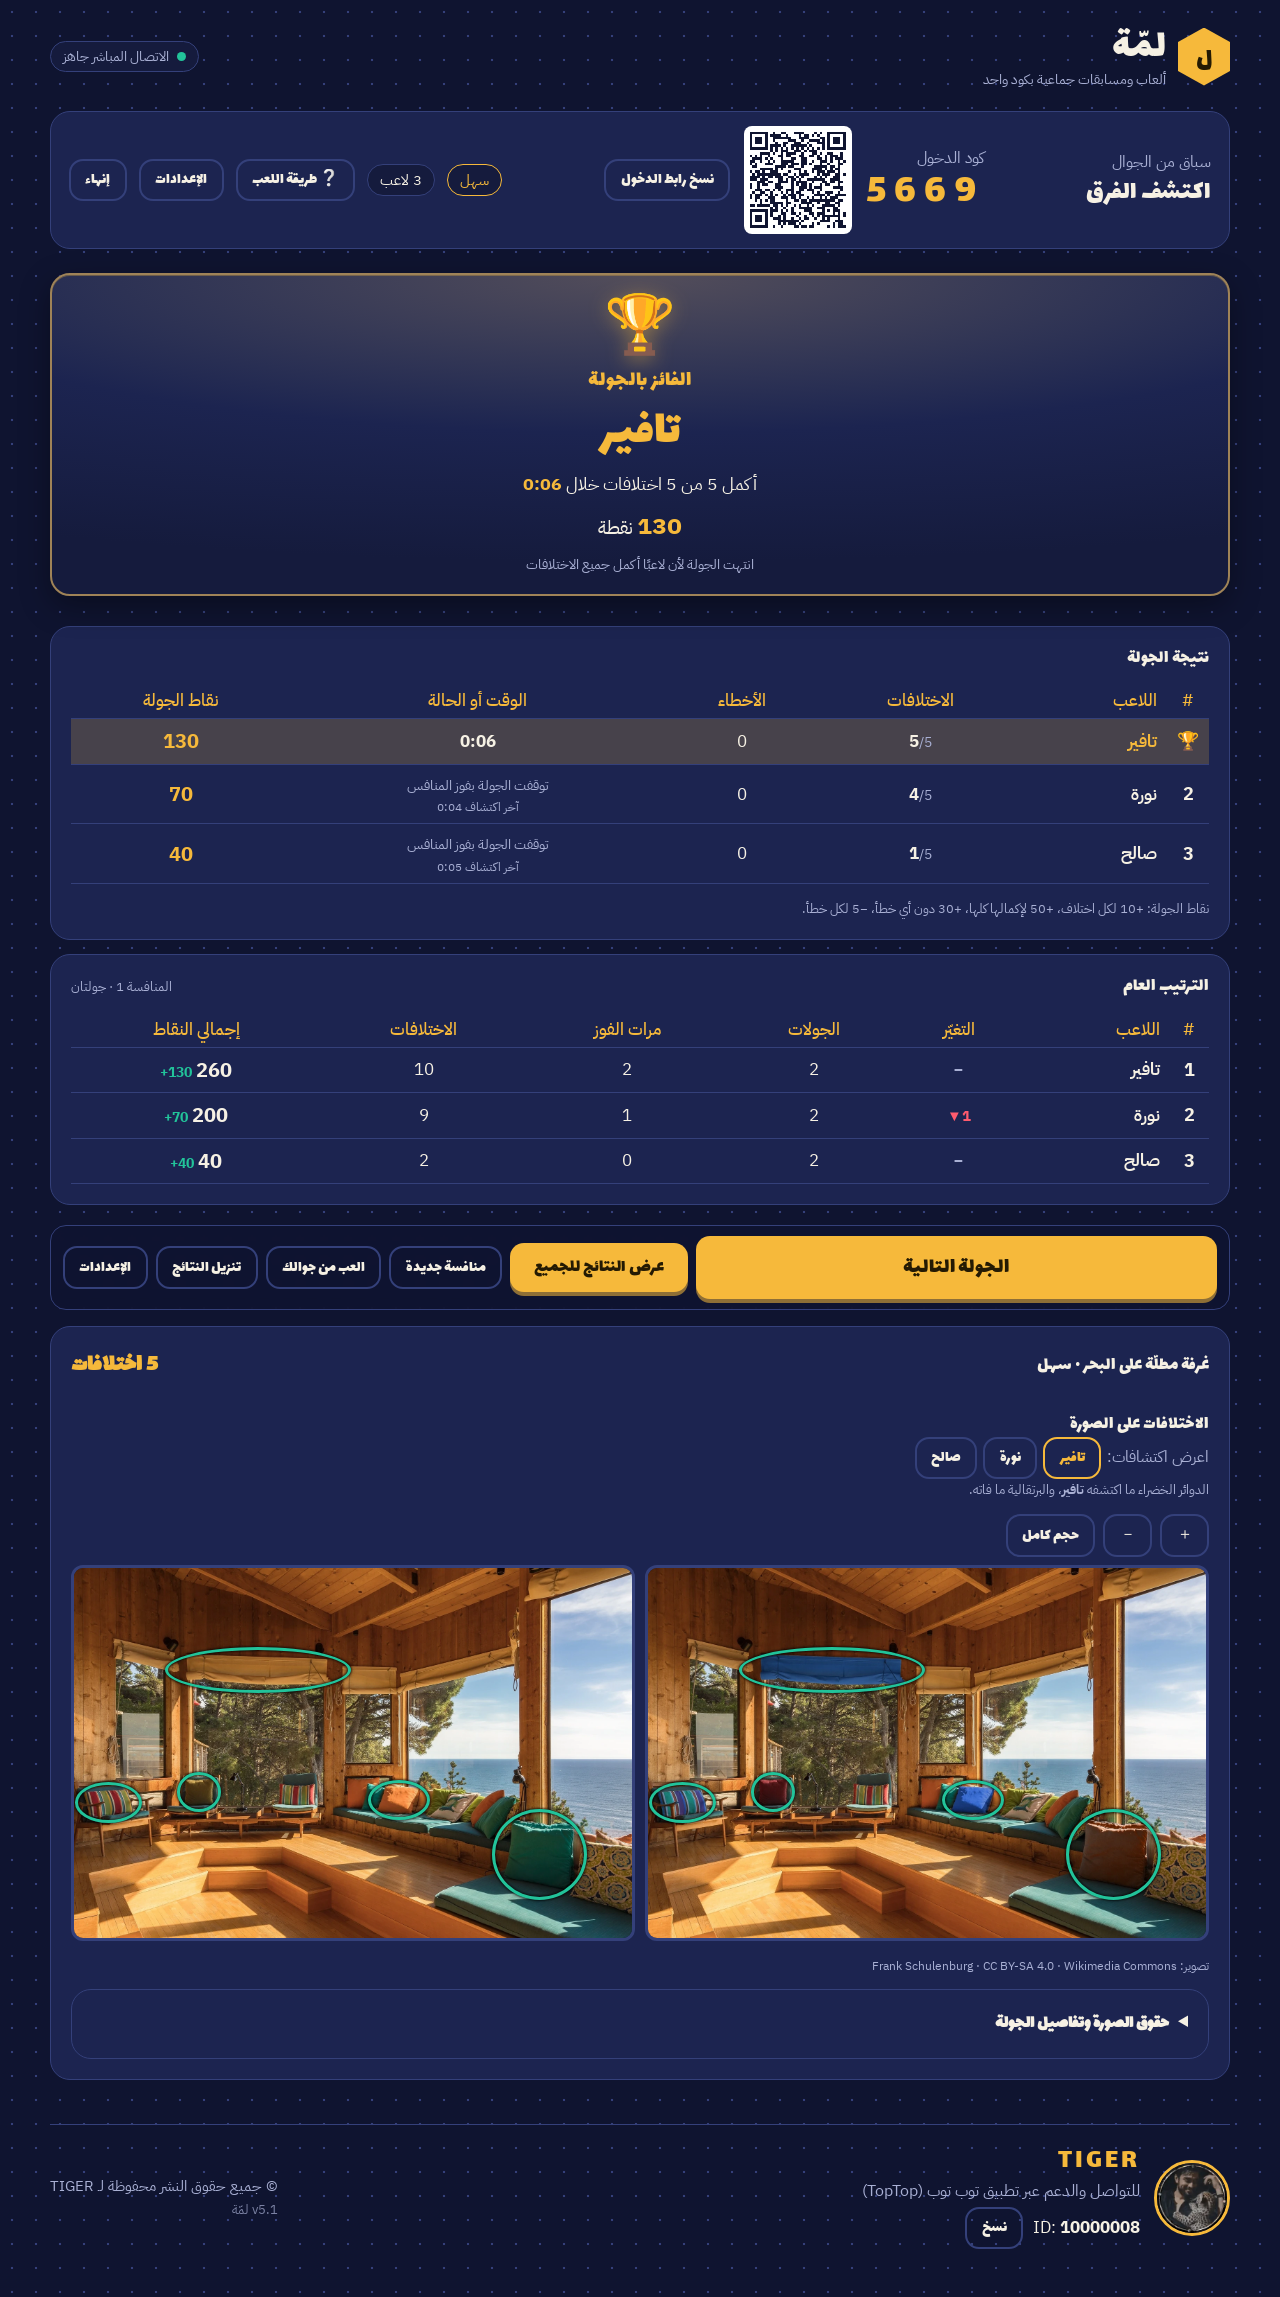 ل
لمّة
ألعاب ومسابقات جماعية بكود واحد
الاتصال المباشر جاهز
سباق من الجوال
اكتشف الفرق
كود الدخول
5669
نسخ رابط الدخول
سهل
3 لاعب
❔ طريقة اللعب
الإعدادات
إنهاء
🏆
الفائز بالجولة
تافير
أكمل 5 من 5 اختلافات خلال 0:06
130 نقطة
انتهت الجولة لأن لاعبًا أكمل جميع الاختلافات
نتيجة الجولة
# اللاعب الاختلافات الأخطاء الوقت أو الحالة نقاط الجولة
🏆 تافير 5/5 0 0:06 130
2 نورة 4/5 0 توقفت الجولة بفوز المنافس 70
آخر اكتشاف 0:04
3 صالح 1/5 0 توقفت الجولة بفوز المنافس 40
آخر اكتشاف 0:05
نقاط الجولة: +10 لكل اختلاف، +50 لإكمالها كلها، +30 دون أي خطأ، −5 لكل خطأ.
الترتيب العام
المنافسة 1 · جولتان
# اللاعب التغيّر الجولات مرات الفوز الاختلافات إجمالي النقاط
1 تافير – 2 2 10 260 +130
2 نورة ▼1 2 1 9 200 +70
3 صالح – 2 0 2 40 +40
الجولة التالية
عرض النتائج للجميع
منافسة جديدة
العب من جوالك
تنزيل النتائج
الإعدادات
غرفة مطلّة على البحر · سهل
5 اختلافات
الاختلافات على الصورة
اعرض اكتشافات: تافير نورة صالح
الدوائر الخضراء ما اكتشفه تافير، والبرتقالية ما فاته.
+ − حجم كامل
تصوير: Frank Schulenburg · CC BY-SA 4.0 · Wikimedia Commons
حقوق الصورة وتفاصيل الجولة
TIGER
للتواصل والدعم عبر تطبيق توب توب (TopTop)
ID: 10000008 نسخ
© جميع حقوق النشر محفوظة لـ TIGER
لمّة v5.1